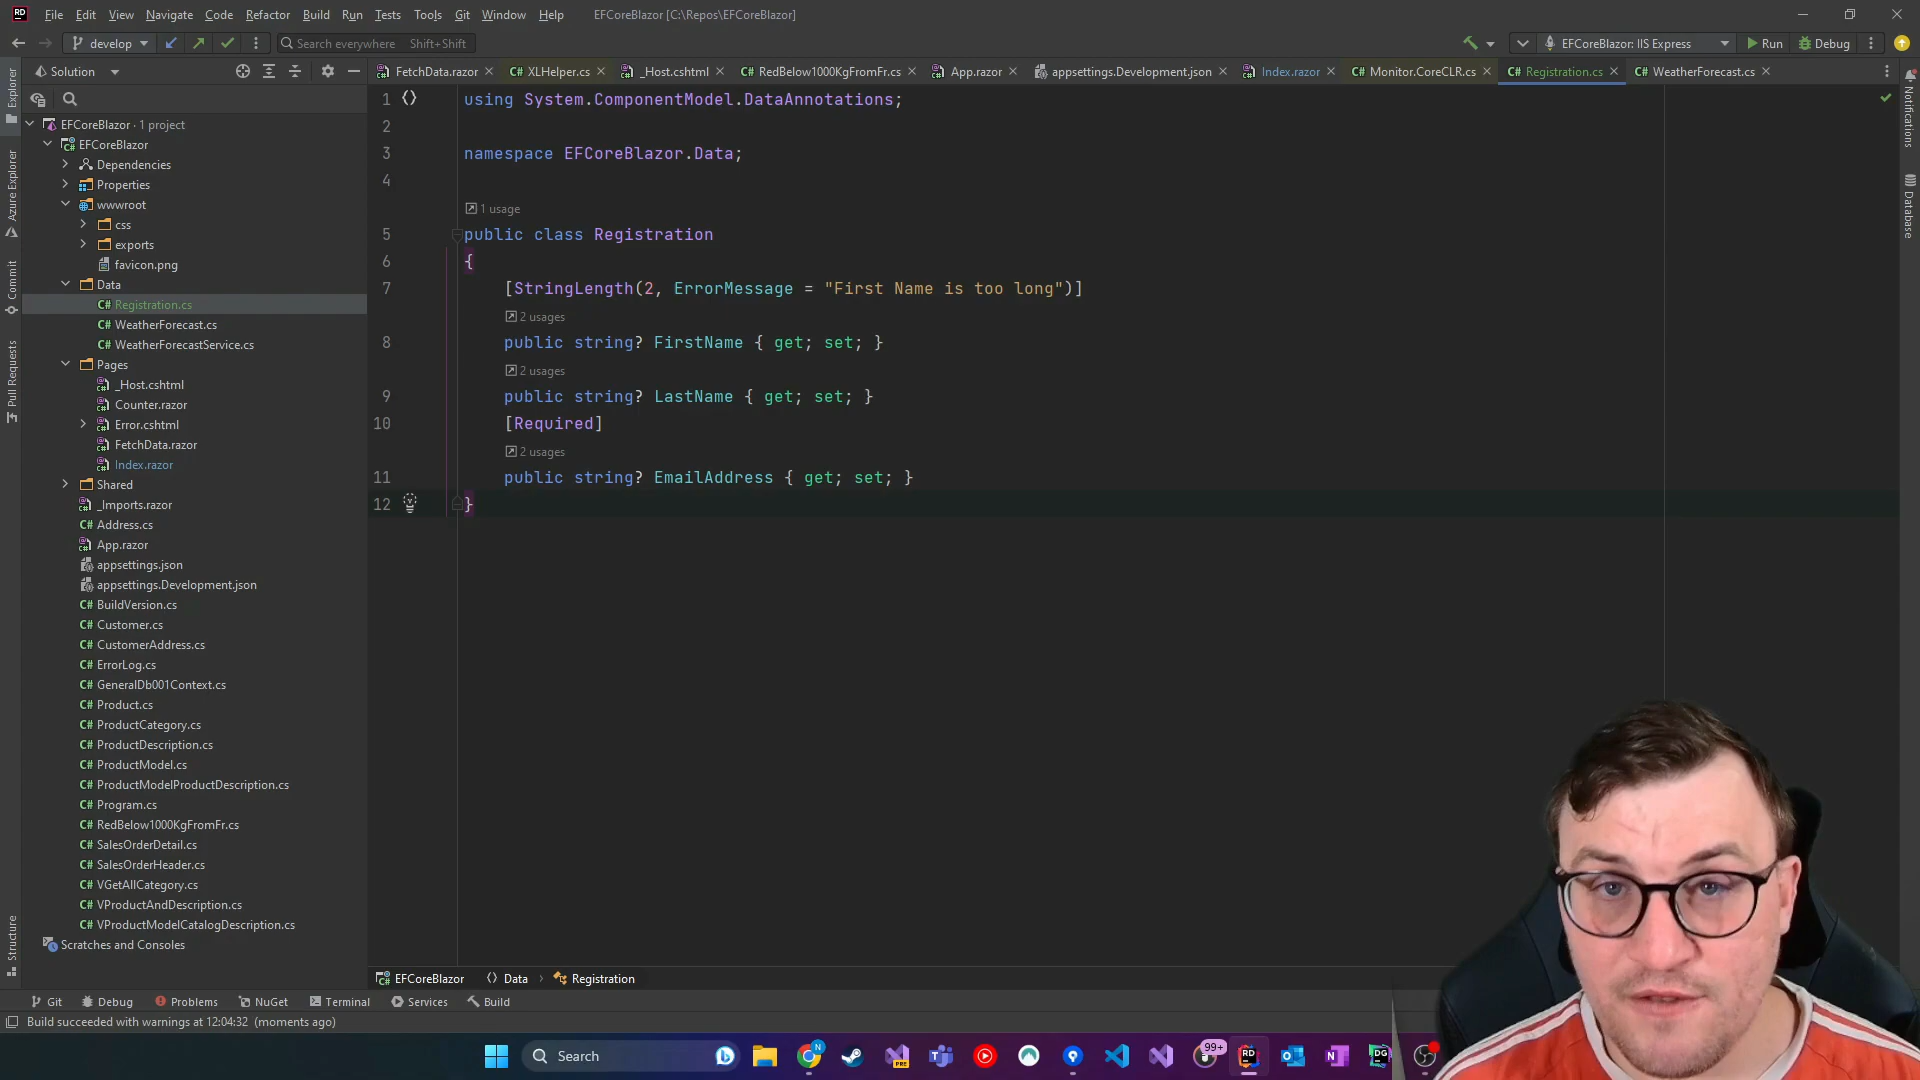 File Edit View Navigate Code Refactor Build Run Tests Tools Git Window Help EFCoreBlazor [C:\Repos\EFCoreBlazor]
develop Search everywhere Shift+Shift EFCoreBlazor: IIS Express Run Debug
Solution FetchData.razor XLHelper.cs _Host.cshtml RedBelow1000KgFromFr.cs App.razor appsettings.Development.json Index.razor Monitor.CoreCLR.cs Registration.cs WeatherForecast.cs
Explorer
Azure Explorer
Commit
Pull Requests
Structure
EFCoreBlazor · 1 project
EFCoreBlazor
Dependencies
Properties
wwwroot
css
exports
favicon.png
Data
C# Registration.cs
C# WeatherForecast.cs
C# WeatherForecastService.cs
Pages
_Host.cshtml
Counter.razor
Error.cshtml
FetchData.razor
Index.razor
Shared
_Imports.razor
C# Address.cs
App.razor
appsettings.json
appsettings.Development.json
C# BuildVersion.cs
C# Customer.cs
C# CustomerAddress.cs
C# ErrorLog.cs
C# GeneralDb001Context.cs
C# Product.cs
C# ProductCategory.cs
C# ProductDescription.cs
C# ProductModel.cs
C# ProductModelProductDescription.cs
C# Program.cs
C# RedBelow1000KgFromFr.cs
C# SalesOrderDetail.cs
C# SalesOrderHeader.cs
C# VGetAllCategory.cs
C# VProductAndDescription.cs
C# VProductModelCatalogDescription.cs
Scratches and Consoles
1 using System.ComponentModel.DataAnnotations;
2
3 namespace EFCoreBlazor.Data;
4
1 usage
5 public class Registration
6 {
7 [StringLength(2, ErrorMessage = "First Name is too long")]
2 usages
8 public string? FirstName { get; set; }
2 usages
9 public string? LastName { get; set; }
10 [Required]
2 usages
11 public string? EmailAddress { get; set; }
12 }
Notifications
Database
EFCoreBlazor Data Registration
Git Debug Problems NuGet Terminal Services Build
Build succeeded with warnings at 12:04:32 (moments ago)
Search 99+